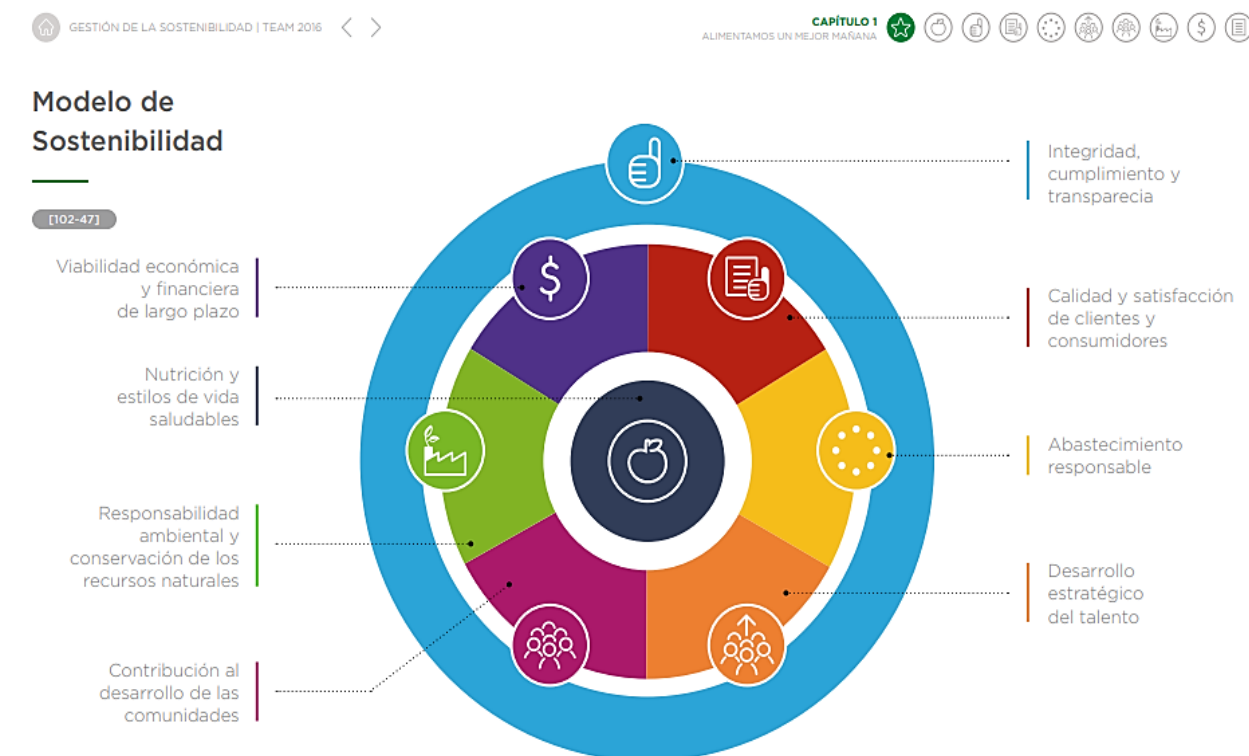 GESTIÓN DE LA SOSTENIBILIDAD | TEAM 2016
CAPÍTULO 1
ALIMENTAMOS UN MEJOR MAÑANA
Modelo de
Sostenibilidad
[102-47]
Viabilidad económica
y financiera
de largo plazo
Nutrición y
estilos de vida
saludables
Responsabilidad
ambiental y
conservación de los
recursos naturales
Contribución al
desarrollo de las
comunidades
$
Integridad,
cumplimiento y
transparecia
Calidad y satisfacción
de clientes y
consumidores
Abastecimiento
responsable
Desarrollo
estratégico
del talento